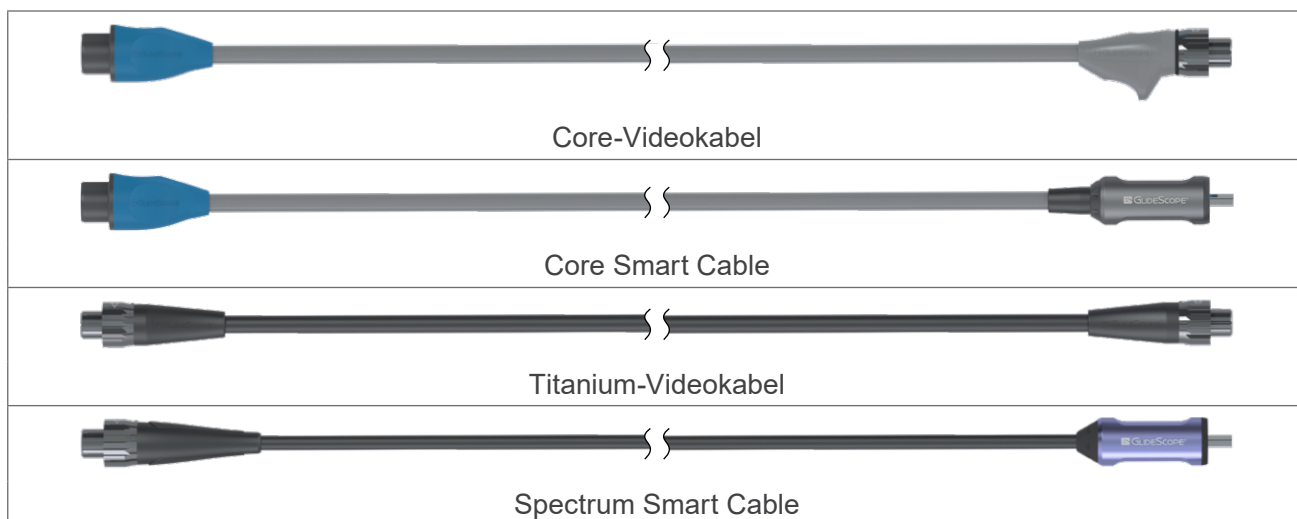 Core-Videokabel
GLIDESCOPE
Core Smart Cable
Titanium-Videokabel
GLIDESCOPE
Spectrum Smart Cable